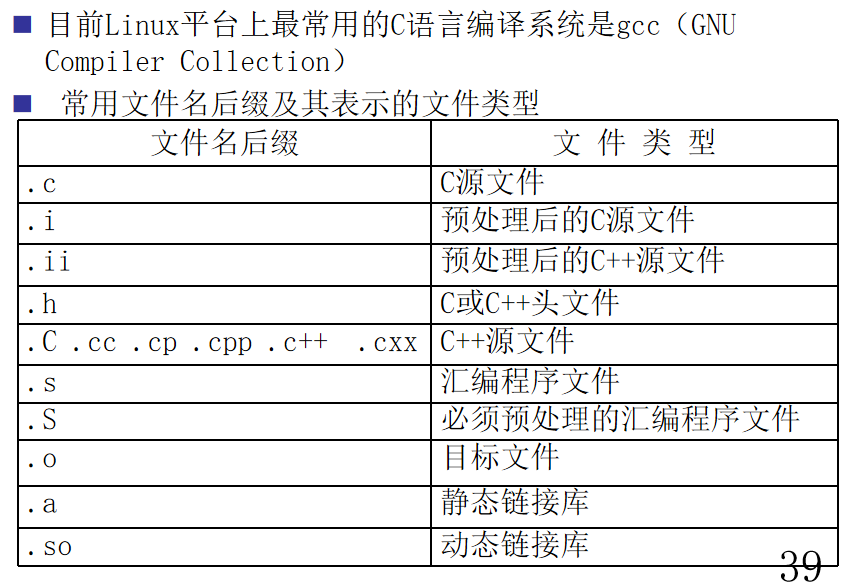 ■ 目前Linux平台上最常用的C语言编译系统是gcc（GNU
Compiler Collection）
■ 常用文件名后缀及其表示的文件类型
文件名后缀 文 件 类 型
.c C源文件
.i 预处理后的C源文件
.ii 预处理后的C++源文件
.h C或C++头文件
.C .cc .cp .cpp .c++ .cxx C++源文件
.s 汇编程序文件
.S 必须预处理的汇编程序文件
.o 目标文件
.a 静态链接库
.so 动态链接库
39